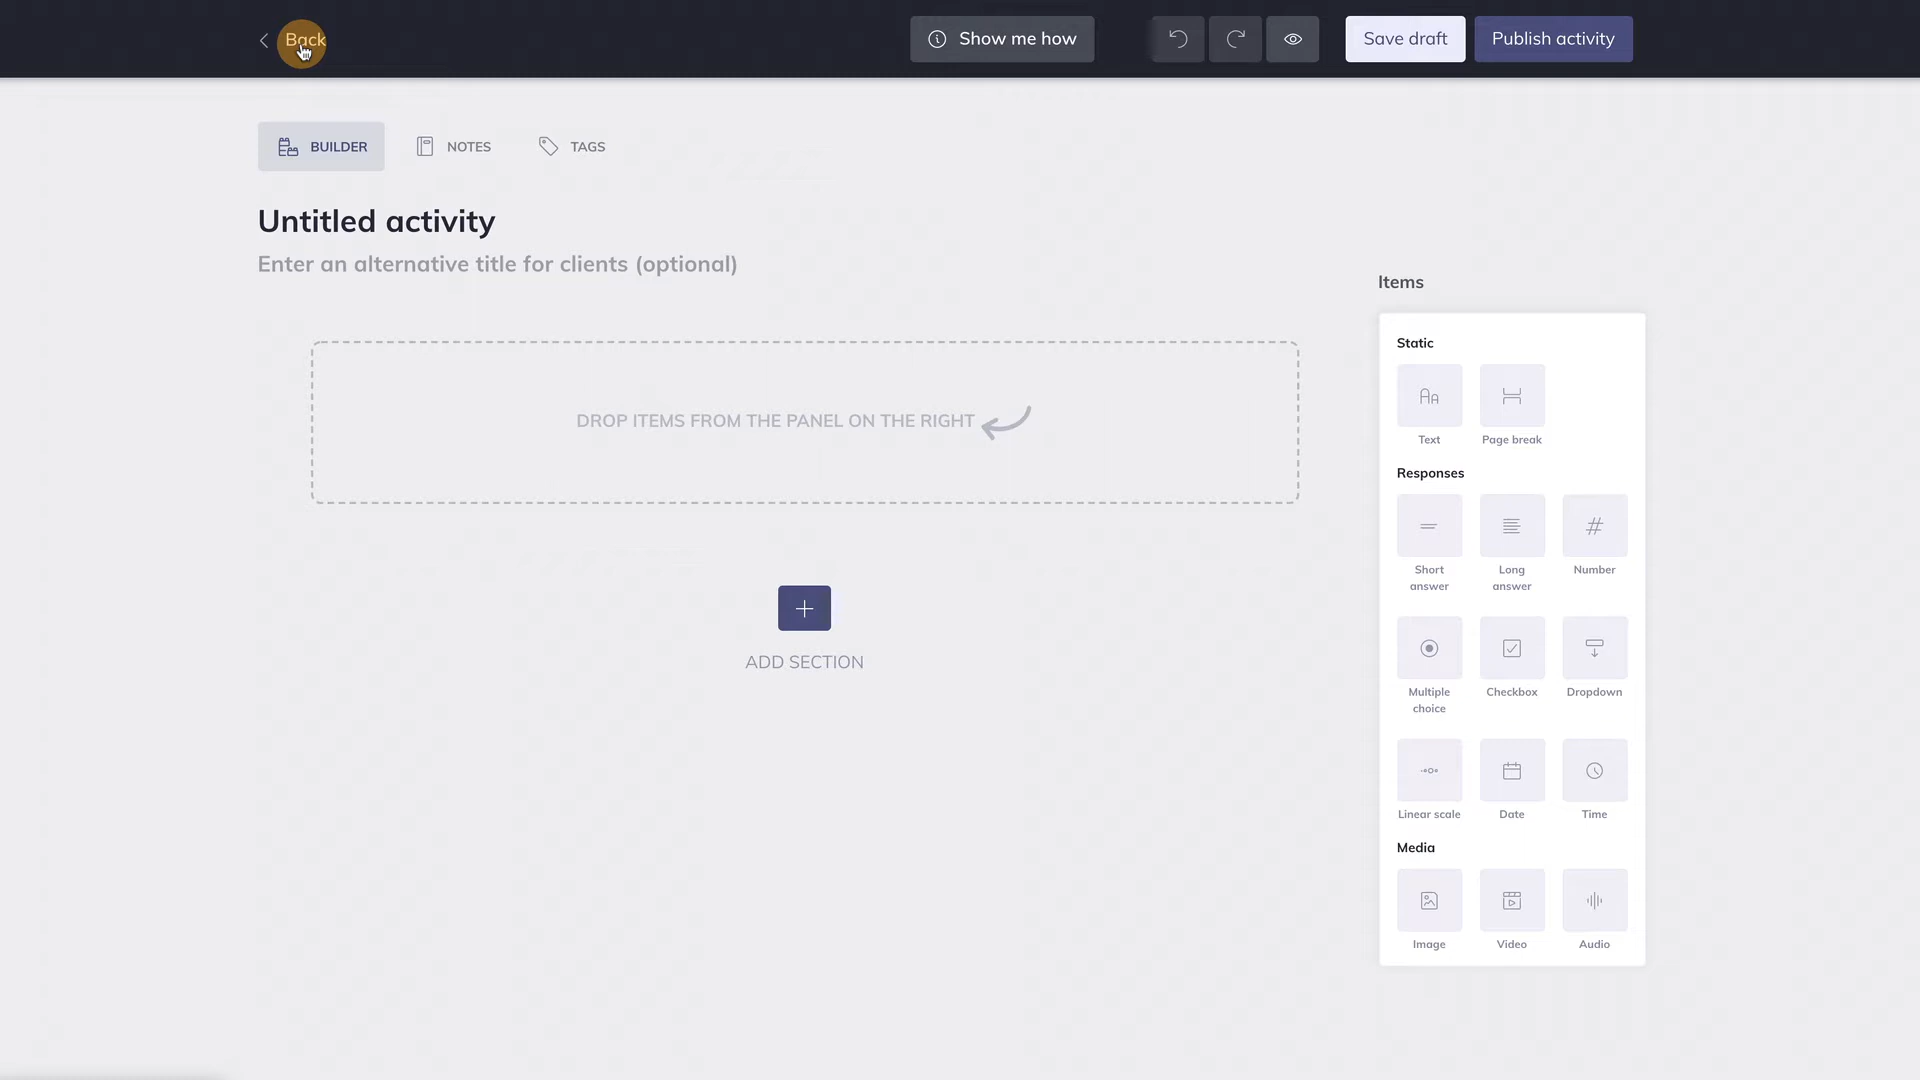 Back
Show me how
Save draft
Publish activity
BUILDER
NOTES
TAGS
Untitled activity
Enter an alternative title for clients (optional)
DROP ITEMS FROM THE PANEL ON THE RIGHT
ADD SECTION
Items
Static
Text
Page break
Responses
Short
answer
Long
answer
Number
Multiple
choice
Checkbox
Dropdown
Linear scale
Date
Time
Media
Image
Video
Audio